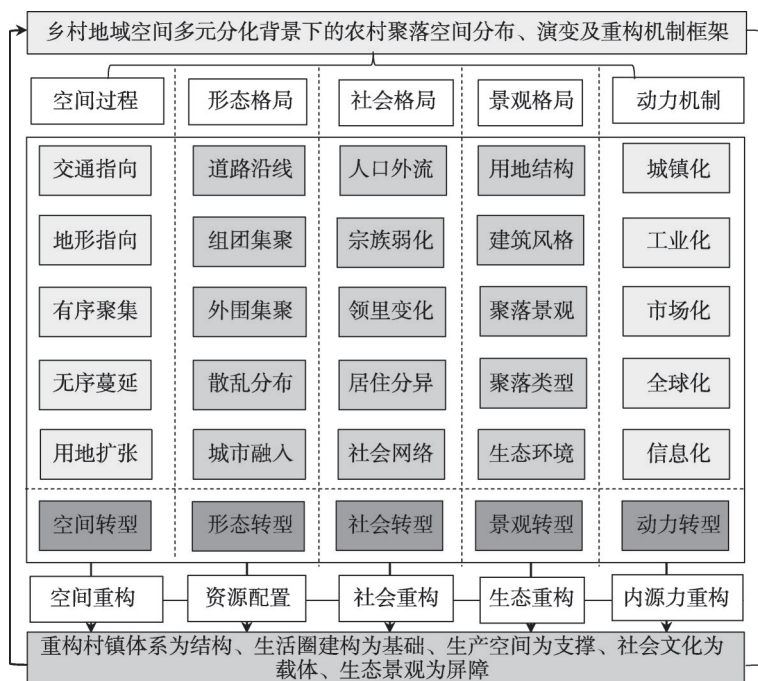 乡村地域空间多元分化背景下的农村聚落空间分布、演变及重构机制框架
空间过程 形态格局 社会格局 景观格局 动力机制
交通指向 道路沿线 人口外流 用地结构 城镇化
地形指向 组团集聚 宗族弱化 建筑风格 工业化
有序聚集 外围集聚 领里变化 聚落景观 市场化
无序蔓延 散乱分布 居住分异 聚落类型 全球化
用地扩张 城市融入 社会网络 生态环境 信息化
空间转型 形态转型 社会转型 景观转型 动力转型
空间重构 资源配置 社会重构 生态重构 内源力重构
重构村镇体系为结构、生活圈建构为基础、生产空间为支撑、社会文化为
载体、生态景观为屏障